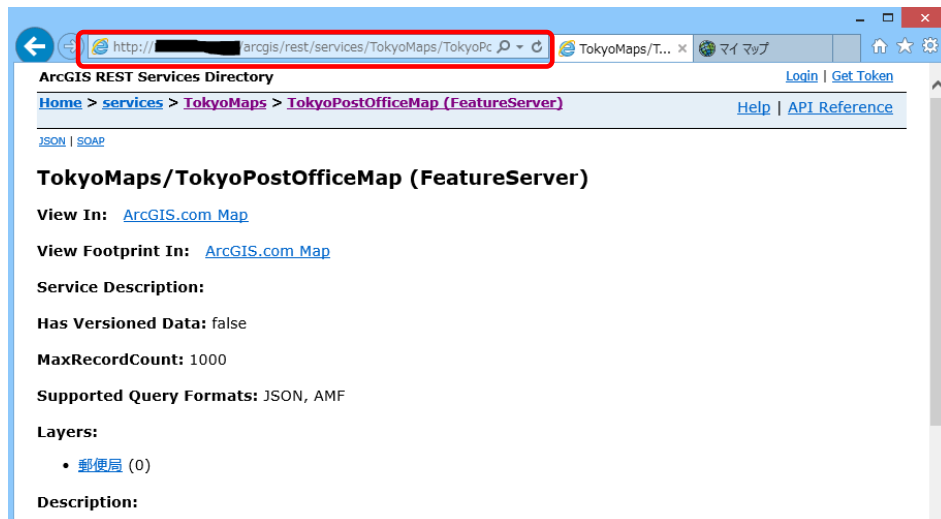 http:// /arcgis/rest/services/TokyoMaps/TokyoPc
TokyoMaps/T... ×
マイ マップ
ArcGIS REST Services Directory
Login | Get Token
Home > services > TokyoMaps > TokyoPostOfficeMap (FeatureServer)
Help | API Reference
JSON | SOAP
TokyoMaps/TokyoPostOfficeMap (FeatureServer)
View In: ArcGIS.com Map
View Footprint In: ArcGIS.com Map
Service Description:
Has Versioned Data: false
MaxRecordCount: 1000
Supported Query Formats: JSON, AMF
Layers:
• 郵便局 (0)
Description: